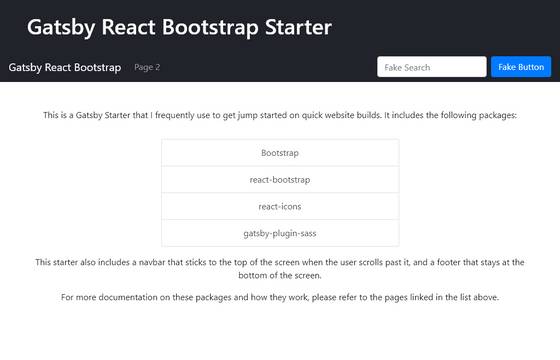 Gatsby React Bootstrap Starter
Gatsby React Bootstrap Page 2 Fake Search Fake Button
This is a Gatsby Starter that I frequently use to get jump started on quick website builds. It includes the following packages:
Bootstrap
react-bootstrap
react-icons
gatsby-plugin-sass
This starter also includes a navbar that sticks to the top of the screen when the user scrolls past it, and a footer that stays at the
bottom of the screen.
For more documentation on these packages and how they work, please refer to the pages linked in the list above.